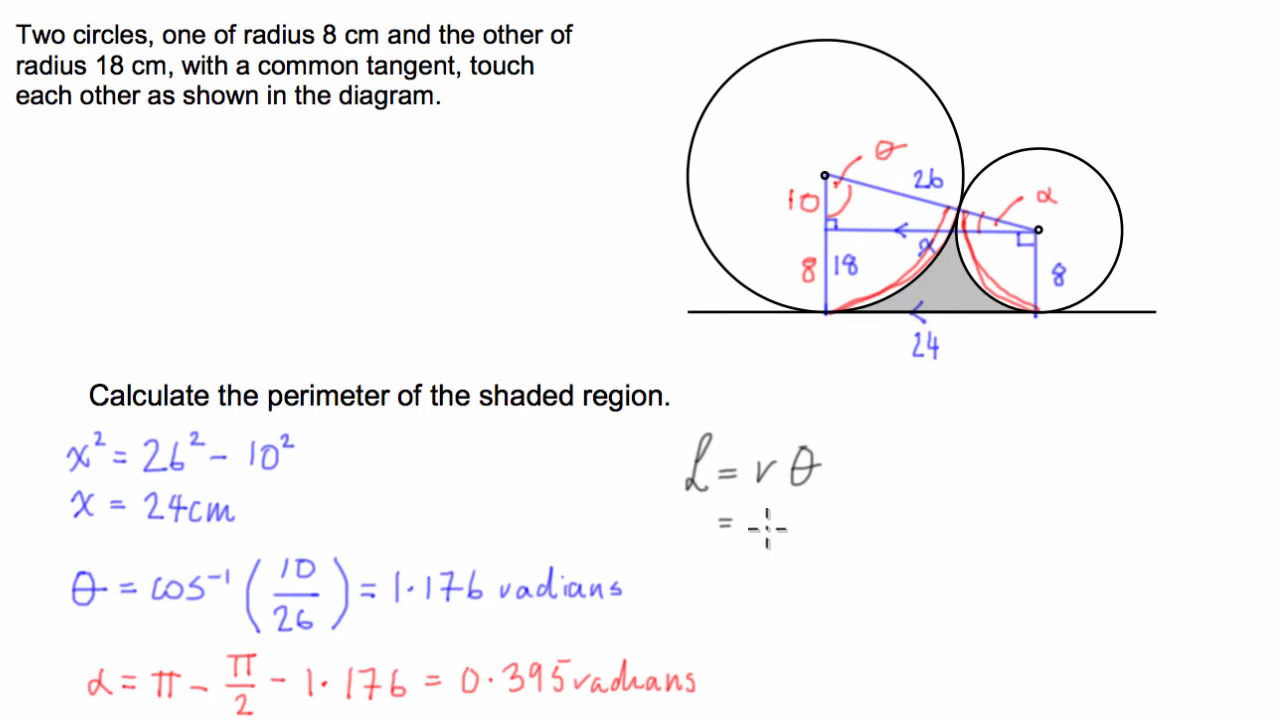 Two circles, one of radius 8 cm and the other of
radius 18 cm, with a common tangent, touch
each other as shown in the diagram.
θ
26
α
10
x
8
18
8
24
Calculate the perimeter of the shaded region.
x² = 26² - 10²
x = 24cm
θ = cos⁻¹ (10/26) = 1.176 radians
α = π - π/2 - 1.176 = 0.395 radians
L = rθ
=